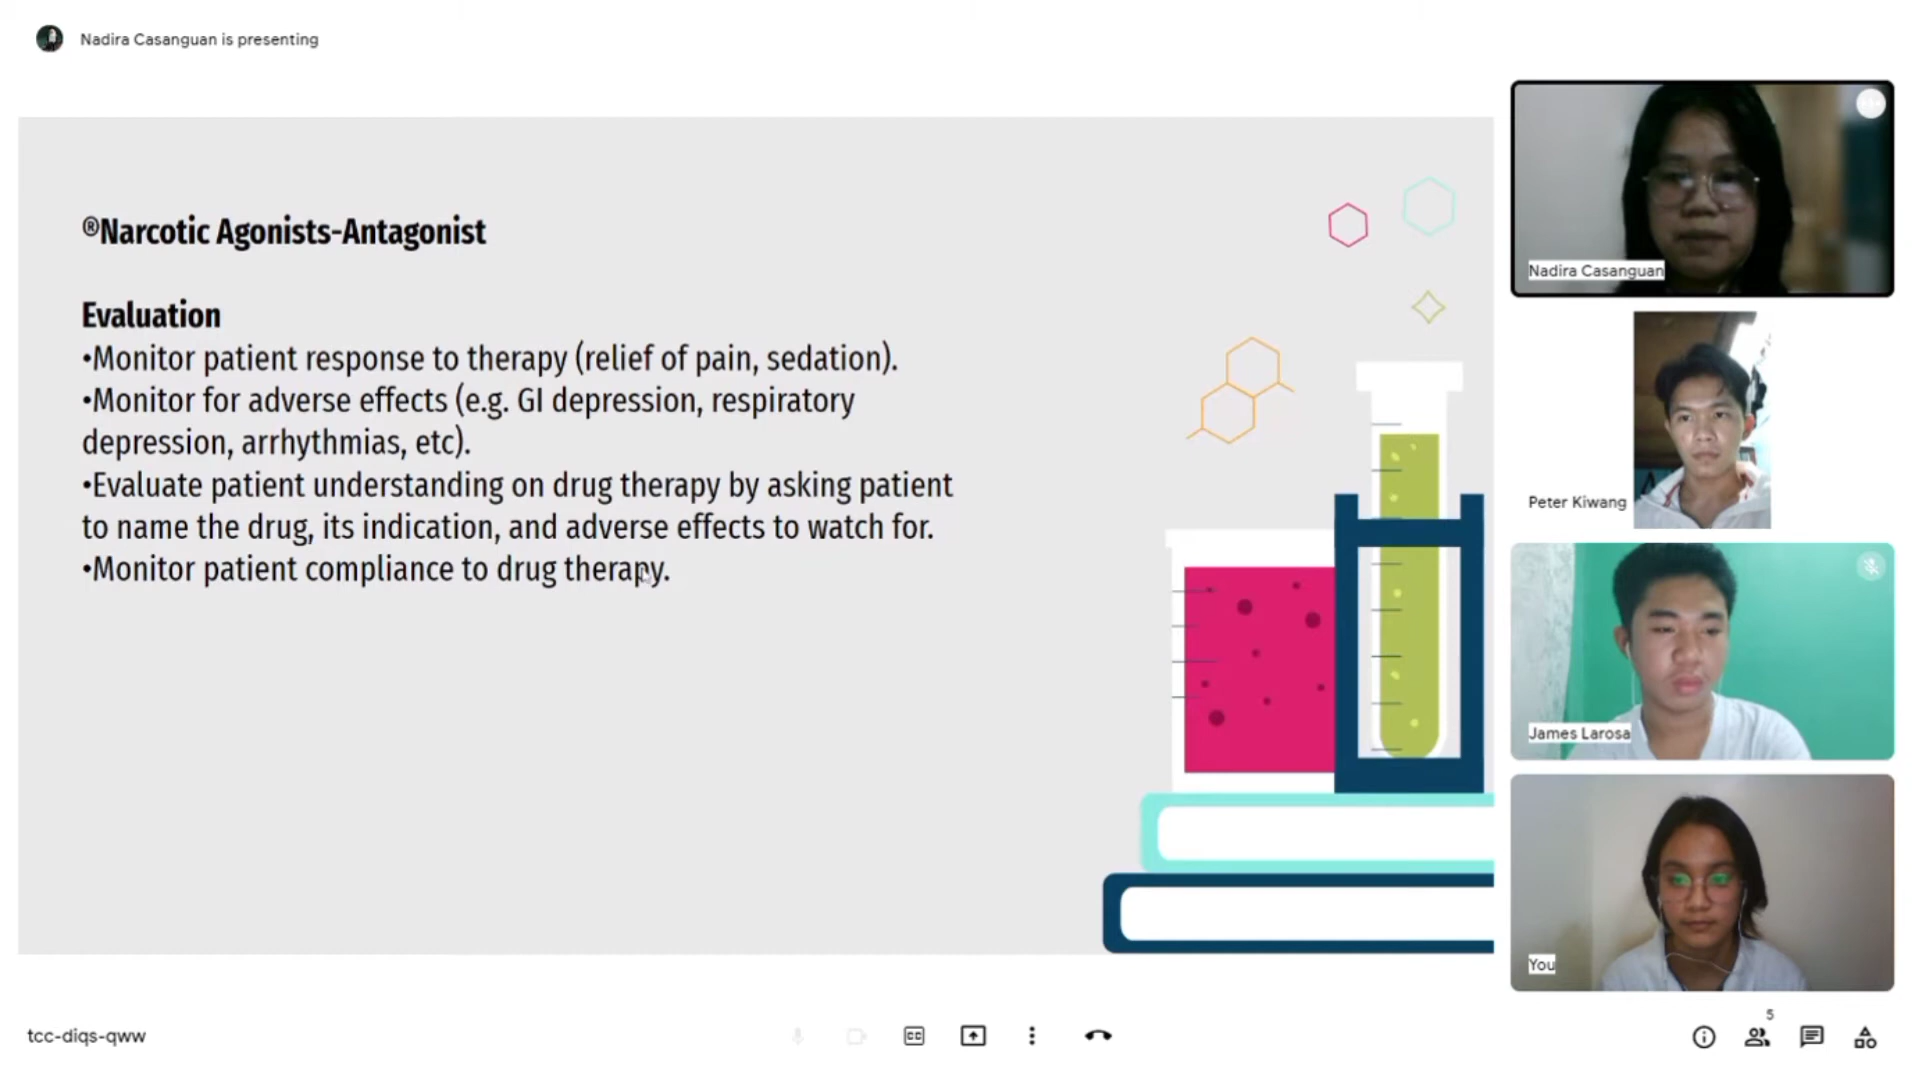 Nadira Casanguan is presenting
®Narcotic Agonists-Antagonist
Evaluation
•Monitor patient response to therapy (relief of pain, sedation).
•Monitor for adverse effects (e.g. GI depression, respiratory
depression, arrhythmias, etc).
•Evaluate patient understanding on drug therapy by asking patient
to name the drug, its indication, and adverse effects to watch for.
•Monitor patient compliance to drug therapy.
Nadira Casanguan
Peter Kiwang
James Larosa
You
tcc-diqs-qww
CC
5